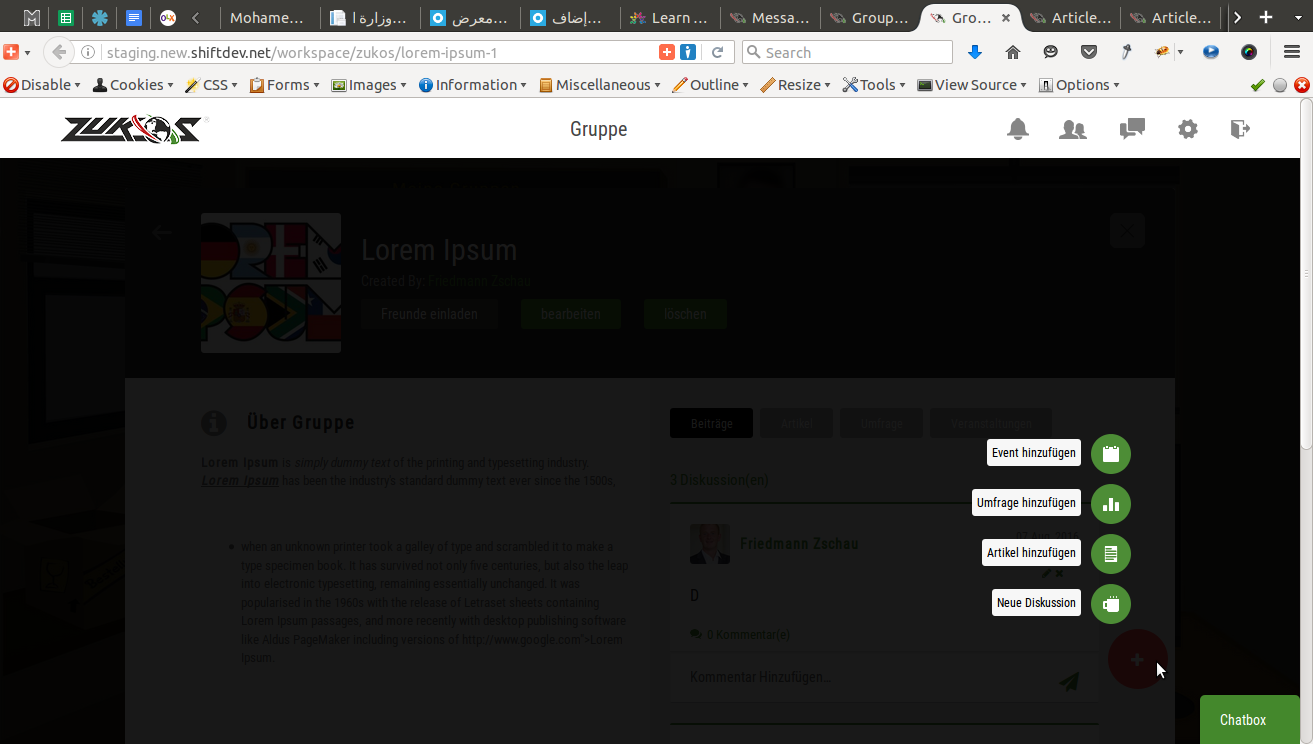 Mohame...
وزارة ا...
معرض...
إضاف...
Learn ...
Messa...
Group...
Gro...
Article...
Article...
staging.new.shiftdev.net/workspace/zukos/lorem-ipsum-1
Search
Disable
Cookies
CSS
Forms
Images
Information
Miscellaneous
Outline
Resize
Tools
View Source
Options
ZUKOS
Gruppe
Lorem Ipsum
Created By: Friedmann Zschau
Freunde einladen
bearbeiten
löschen
Über Gruppe
Lorem Ipsum is simply dummy text of the printing and typesetting industry.
Lorem Ipsum has been the industry's standard dummy text ever since the 1500s,
when an unknown printer took a galley of type and scrambled it to make a
type specimen book. It has survived not only five centuries, but also the leap
into electronic typesetting, remaining essentially unchanged. It was
popularised in the 1960s with the release of Letraset sheets containing
Lorem Ipsum passages, and more recently with desktop publishing software
like Aldus PageMaker including versions of http://www.google.com">Lorem
Ipsum.
Beiträge
Artikel
Umfrage
Veranstaltungen
3 Diskussion(en)
Friedmann Zschau
D
0 Kommentar(e)
Kommentar Hinzufügen...
Event hinzufügen
Umfrage hinzufügen
Artikel hinzufügen
Neue Diskussion
Chatbox